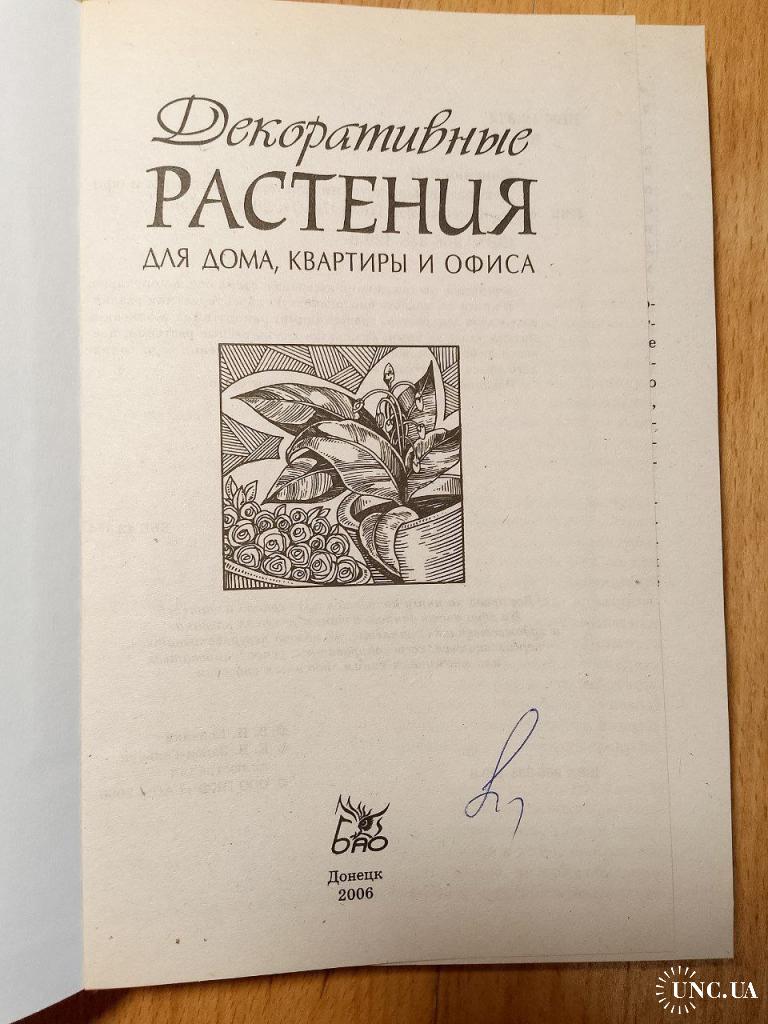 Декоративные
РАСТЕНИЯ
ДЛЯ ДОМА, КВАРТИРЫ И ОФИСА
БАО
Донецк
2006
UNC.UA